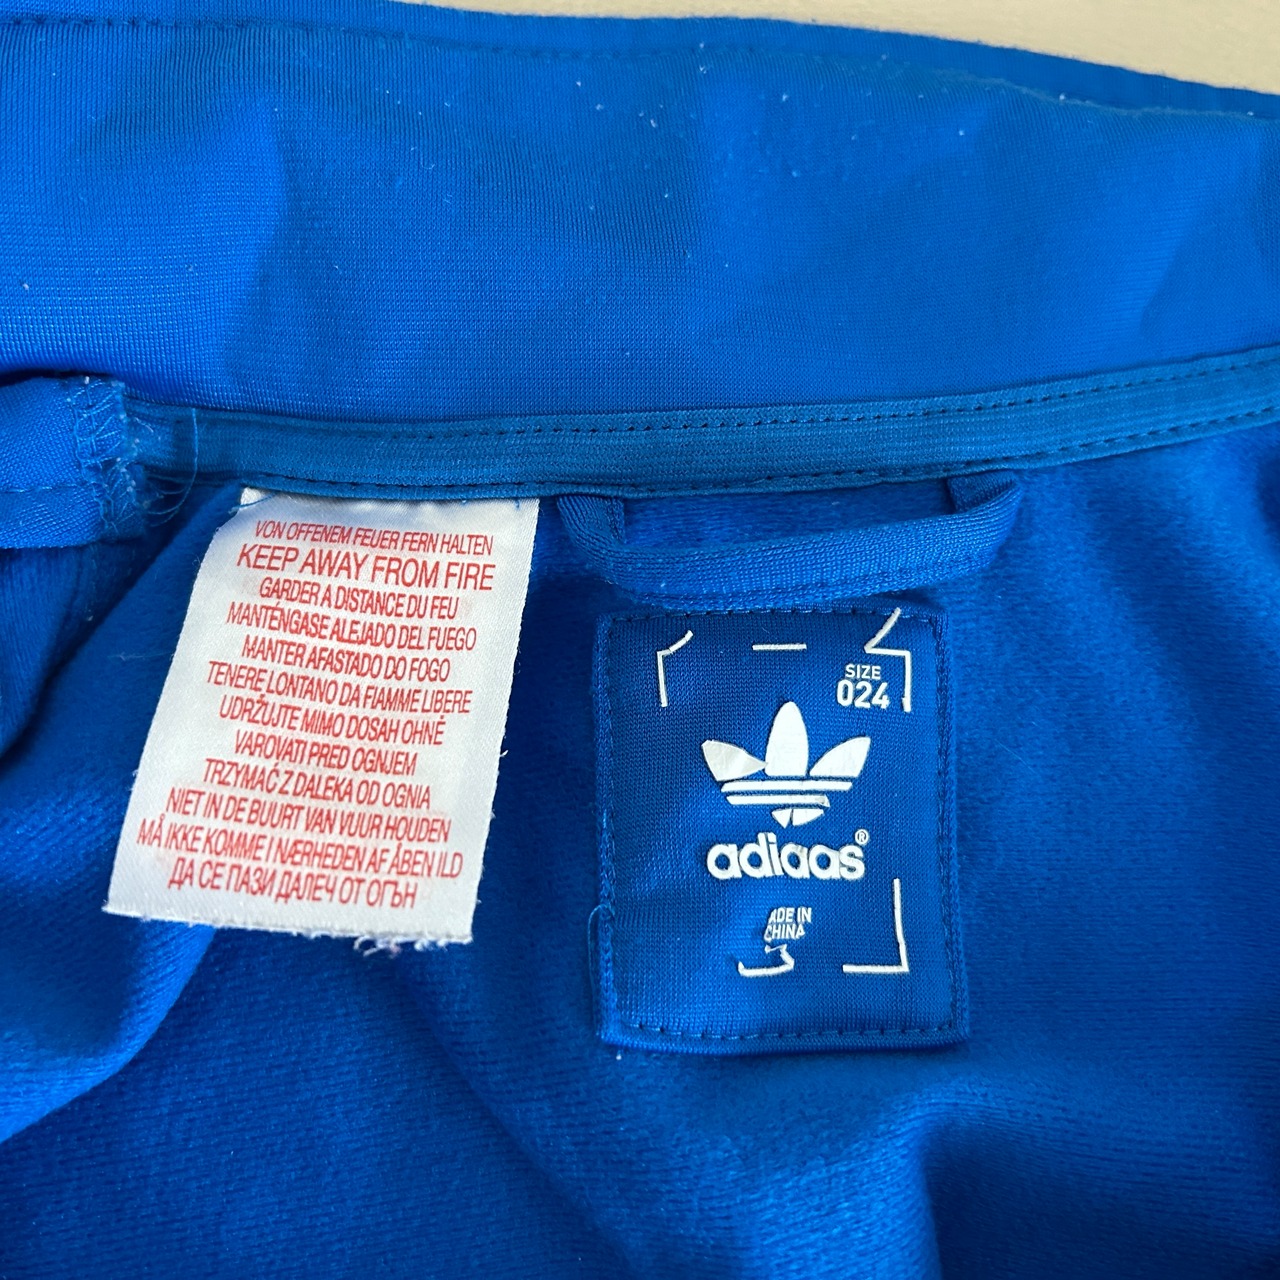 VON OFFENEM FEUER FERN HALTEN
KEEP AWAY FROM FIRE
GARDER A DISTANCE DU FEU
MANTÉNGASE ALEJADO DEL FUEGO
MANTER AFASTADO DO FOGO
TENERE LONTANO DA FIAMME LIBERE
UDRŽUJTE MIMO DOSAH OHNĚ
VAROVATI PRED OGNJEM
TRZYMAĆ Z DALEKA OD OGNIA
NIET IN DE BUURT VAN VUUR HOUDEN
MÅ IKKE KOMME I NÆRHEDEN AF ÅBEN ILD
ДА СЕ ПАЗИ ДАЛЕЧ ОТ ОГЪН
SIZE
024
adidas®
MADE IN
CHINA